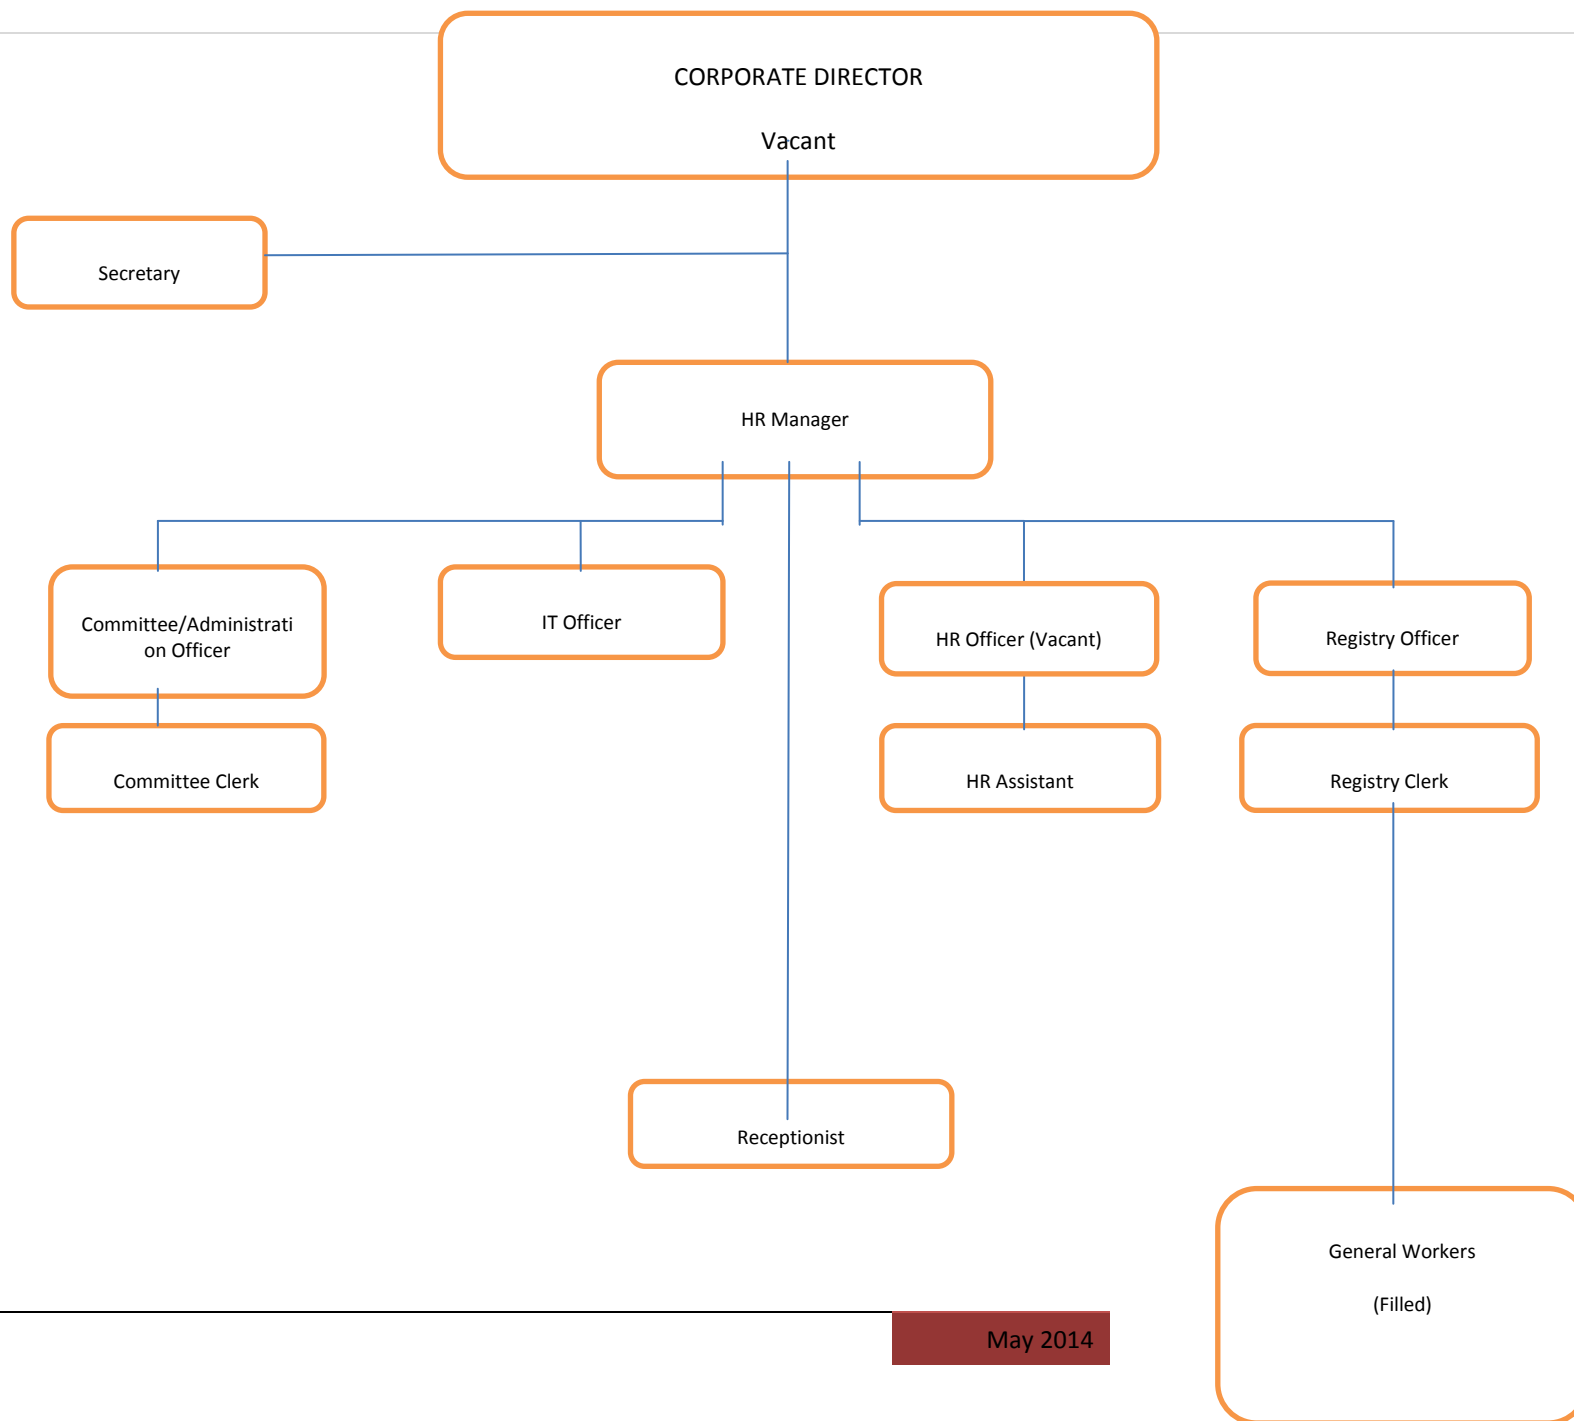 CORPORATE DIRECTOR
Vacant
Secretary
HR Manager
Committee/Administrati
on Officer
IT Officer
HR Officer (Vacant)
Registry Officer
Committee Clerk
HR Assistant
Registry Clerk
Receptionist
General Workers
(Filled)
May 2014